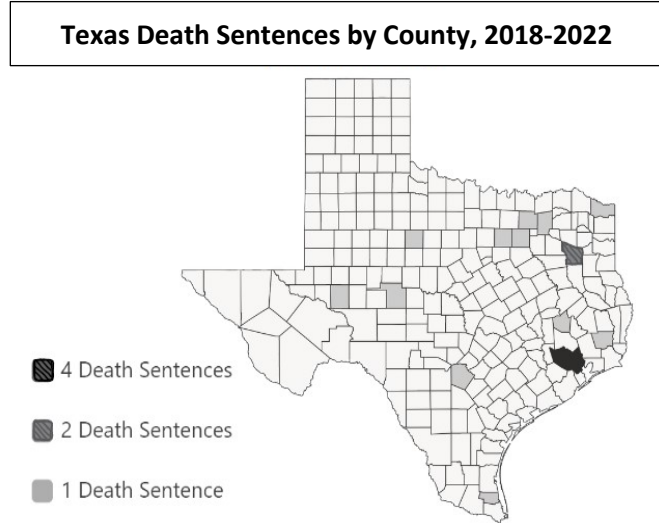 Texas Death Sentences by County, 2018-2022
4 Death Sentences
2 Death Sentences
1 Death Sentence